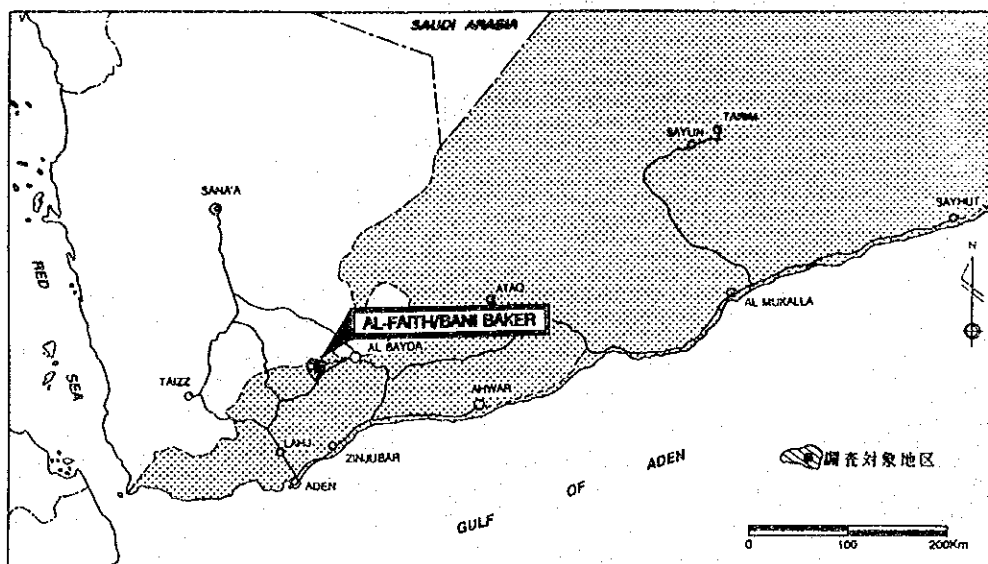 SAUDI ARABIA
TARIM
SAYUN
SANA'A
SAYHUT
N
RED
SEA
ATAQ
AL MUKALLA
AL-FAITH/BANI BAKER
AL BAYDA
TAIZZ
AHWAR
LAHJ
ZINJUBAR
ADEN
GULF
OF
ADEN
調査対象地区
0 100 200Km